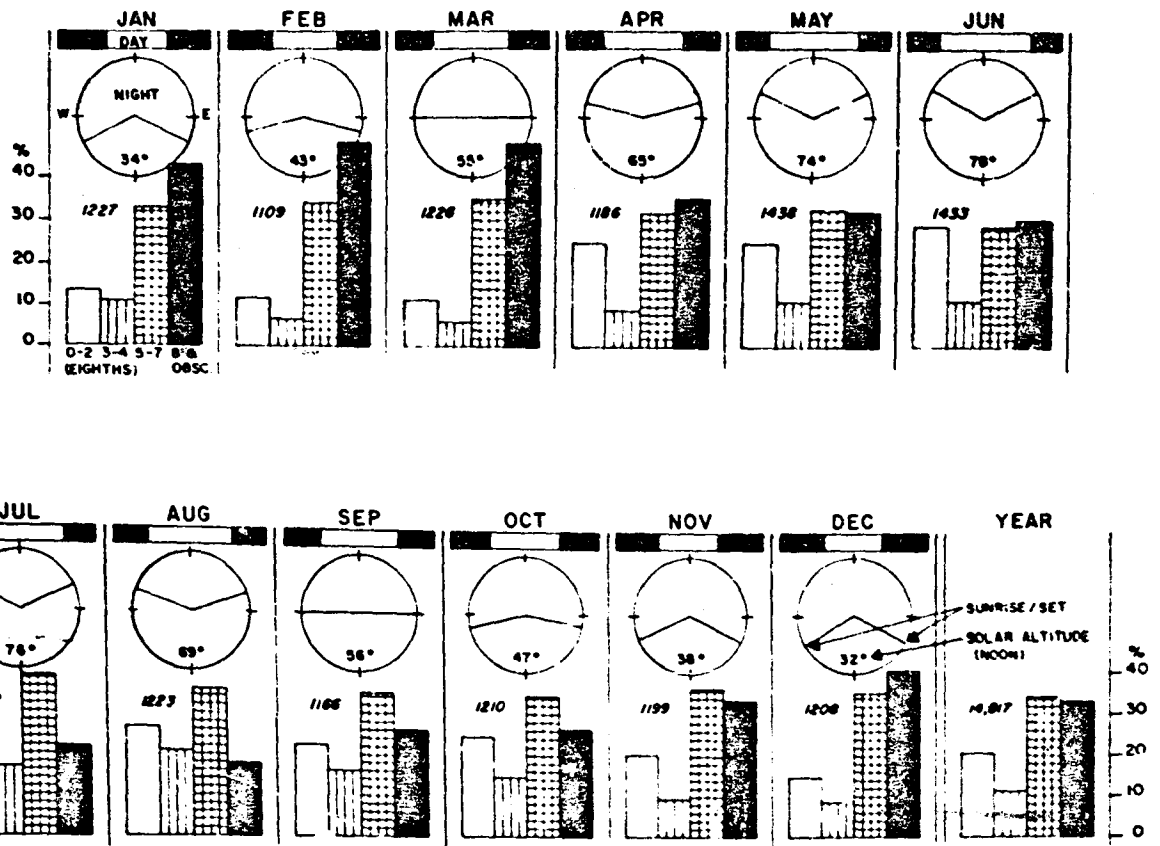 JAN FEB MAR APR MAY JUN
DAY
NIGHT
W E
34° 43° 55° 65° 74° 78°
%
40
30
20
10
0
1227 1109 1226 1186 1438 1433
0-2 3-4 5-7 8's
(EIGHTHS) OBSC.
JUL AUG SEP OCT NOV DEC YEAR
SUNRISE/SET
SOLAR ALTITUDE
(NOON)
76° 69° 56° 47° 38° 32°
%
40
30
20
10
0
1223 1166 1210 1199 1208 14,817